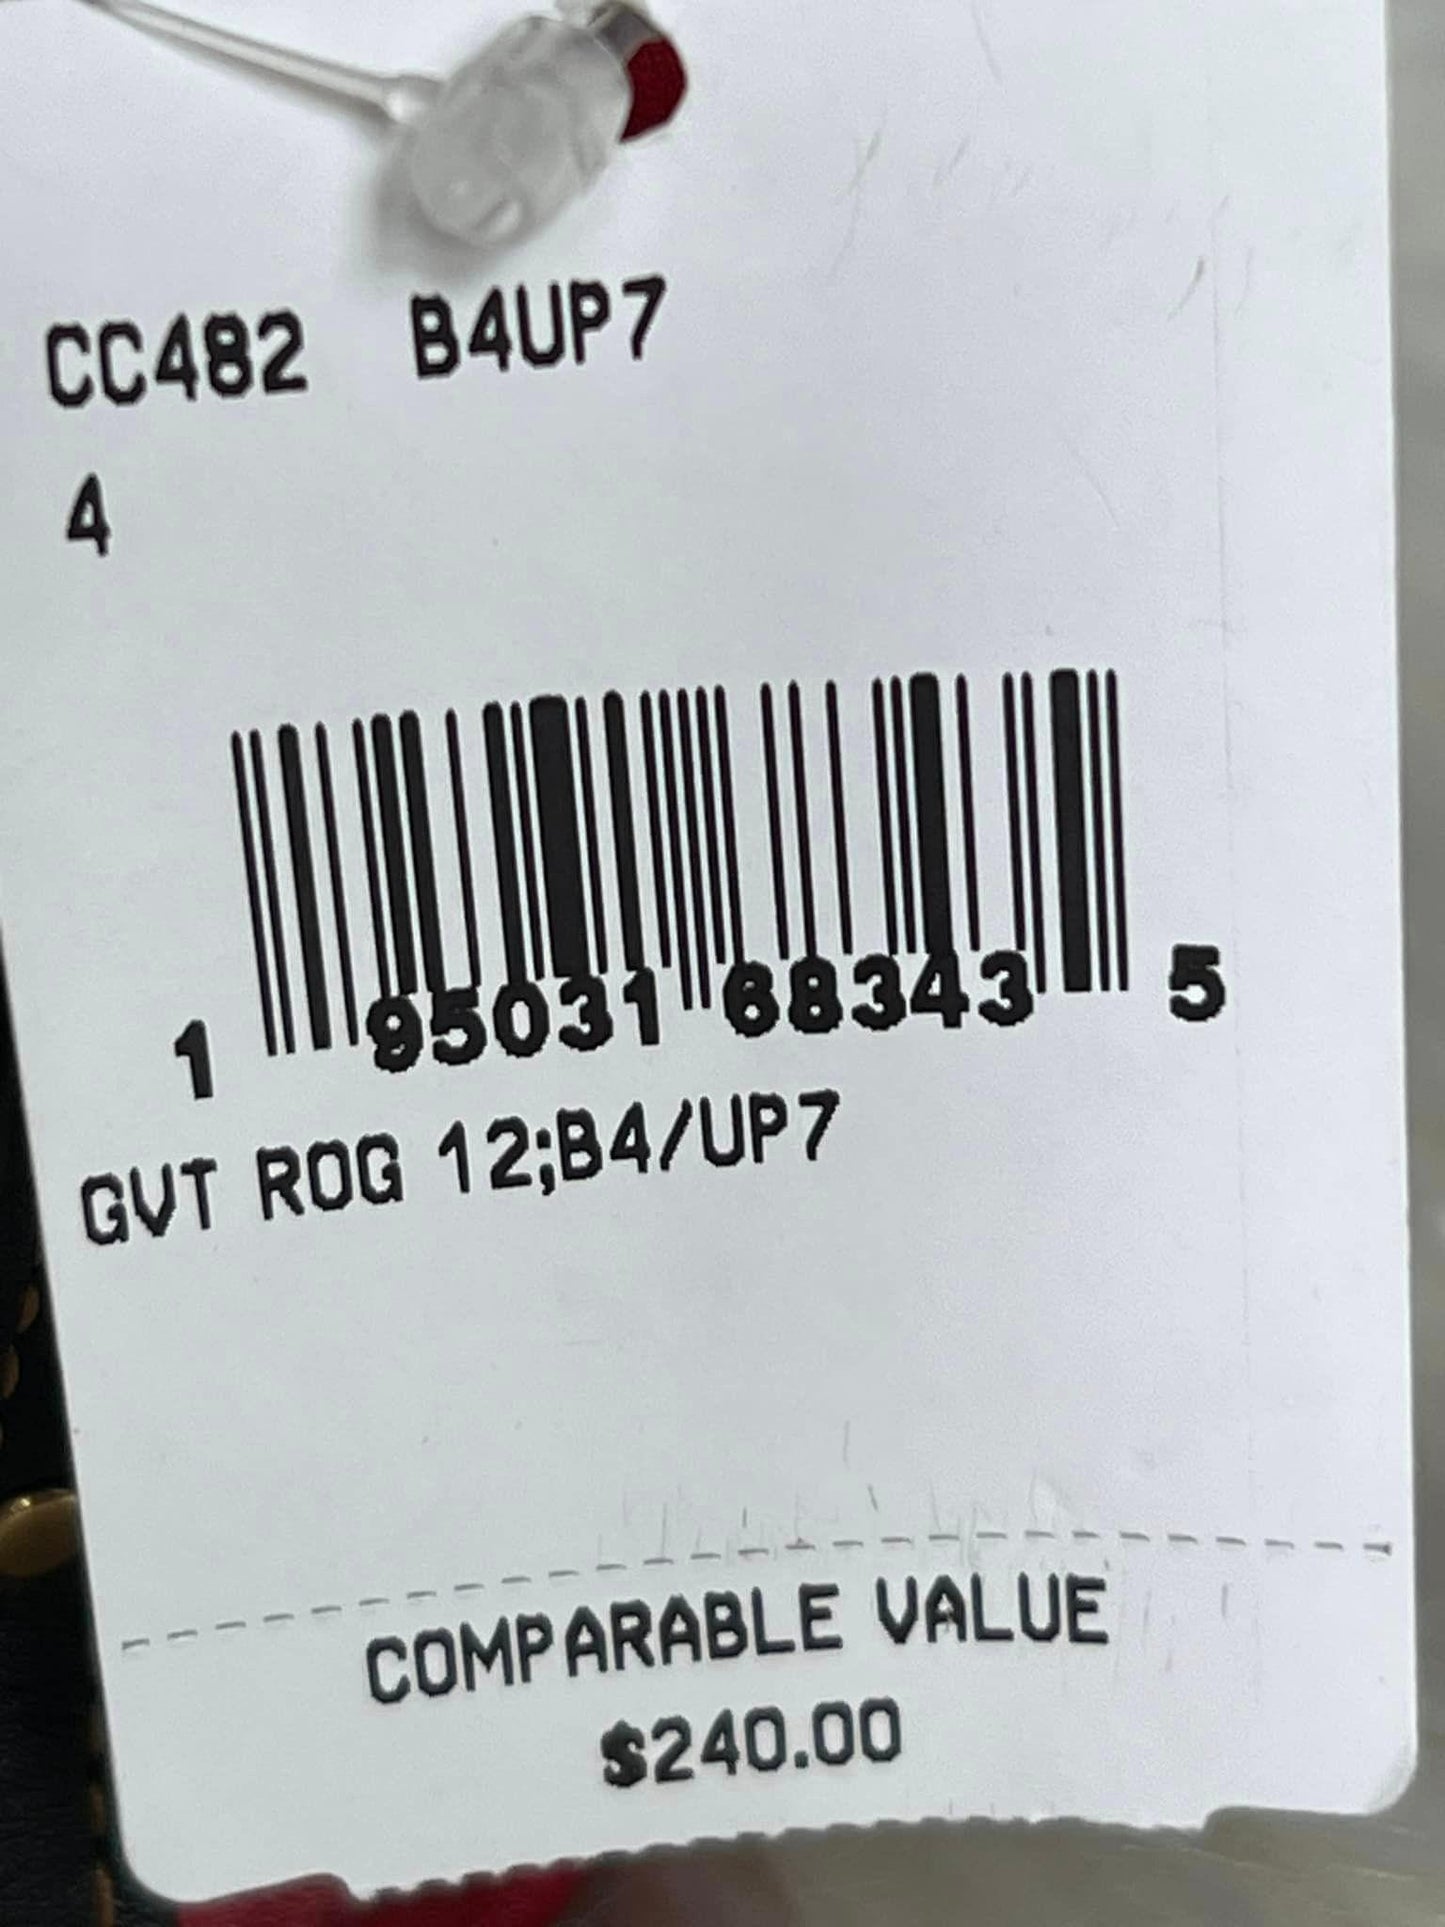 CC482 B4UP7
4
1 95031 68343 5
GVT ROG 12;B4/UP7
COMPARABLE VALUE
$240.00